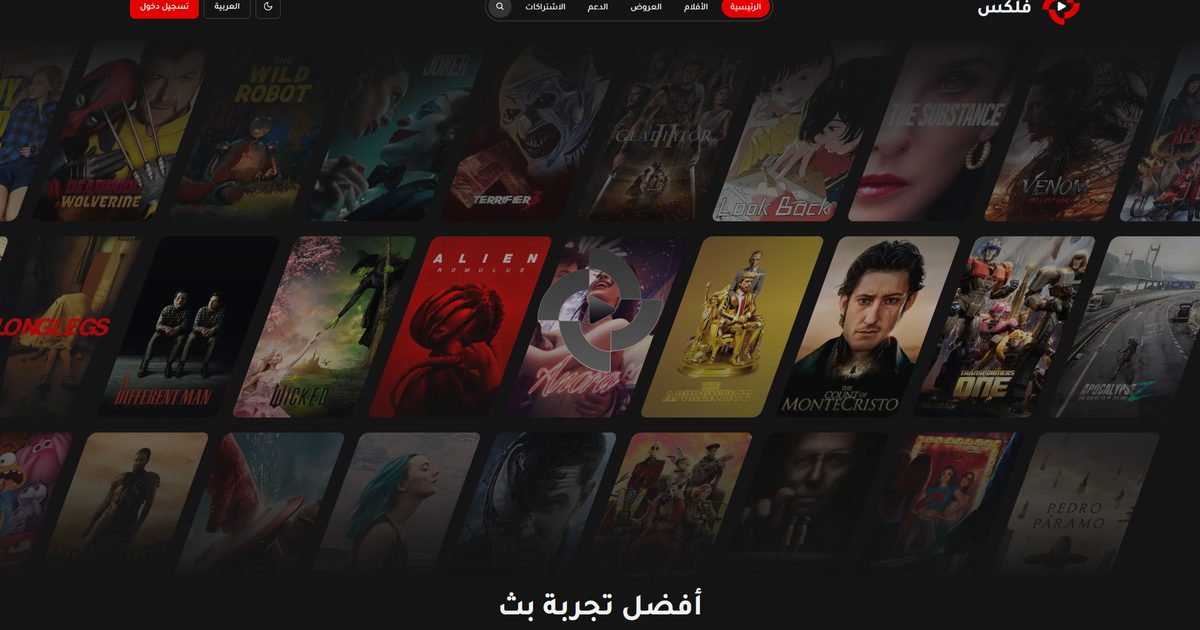 فلكس
الرئيسية
الأفلام
العروض
الدعم
الاشتراكات
العربية
تسجيل دخول
DEADPOOL
WOLVERINE
THE
WILD
ROBOT
JOKER
TERRIFIER 3
GLADIATOR
II
Look Back
THE SUBSTANCE
VENOM
LONGLEGS
A
DIFFERENT MAN
WICKED
ALIEN
ROMULUS
Anora
THE
APPRENTICE
THE
COUNT OF
MONTECRISTO
TRANSFORMERS
ONE
APOCALYPSE Z
PEDRO
PÁRAMO
أفضل تجربة بث